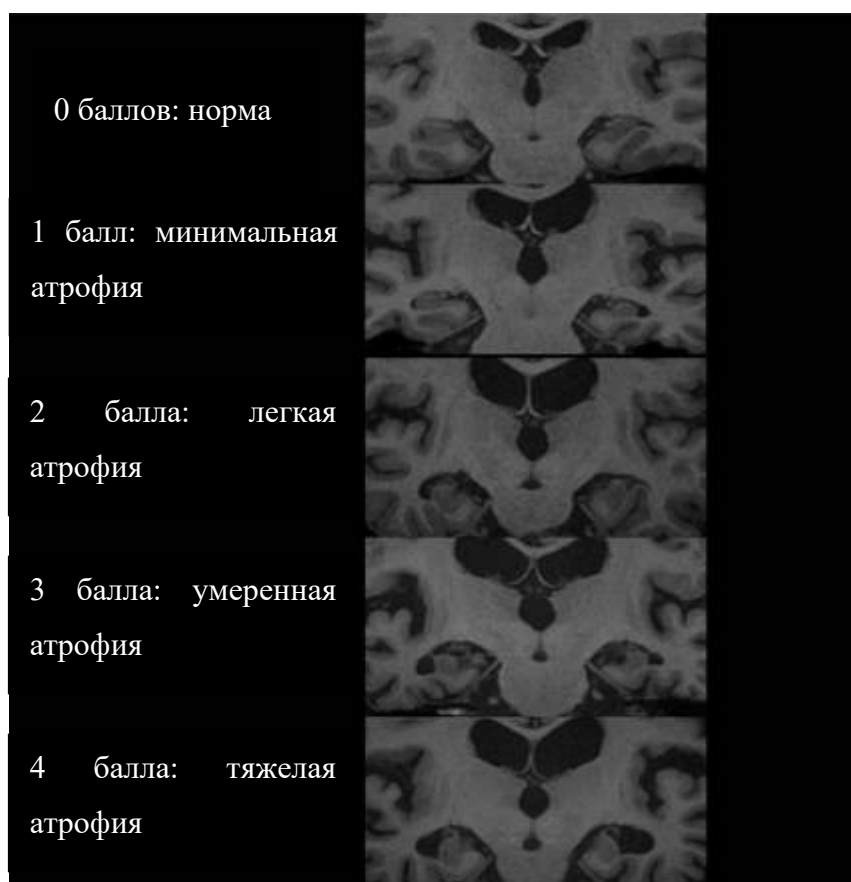 0 баллов: норма
1 балл: минимальная
атрофия
2 балла: легкая
атрофия
3 балла: умеренная
атрофия
4 балла: тяжелая
атрофия